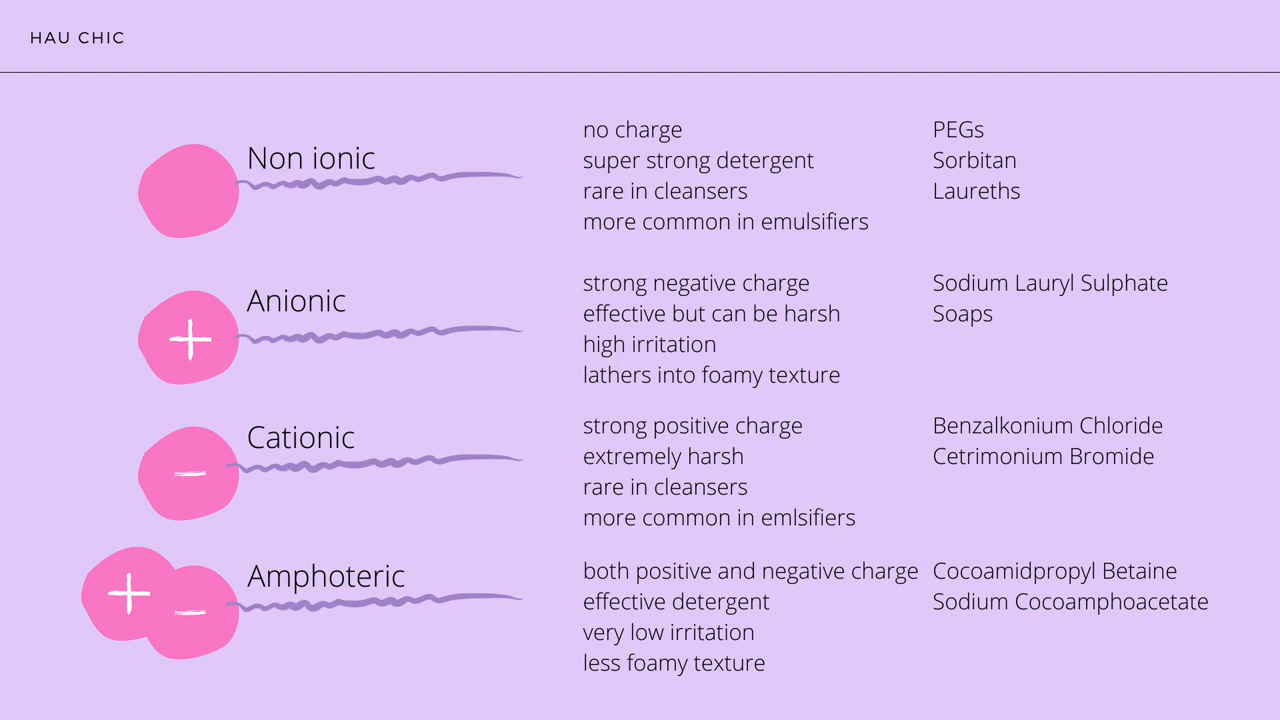 HAU CHIC
Non ionic
no charge
super strong detergent
rare in cleansers
more common in emulsifiers
PEGs
Sorbitan
Laureths
+
Anionic
strong negative charge
effective but can be harsh
high irritation
lathers into foamy texture
Sodium Lauryl Sulphate
Soaps
−
Cationic
strong positive charge
extremely harsh
rare in cleansers
more common in emlsifiers
Benzalkonium Chloride
Cetrimonium Bromide
+ −
Amphoteric
both positive and negative charge
effective detergent
very low irritation
less foamy texture
Cocoamidpropyl Betaine
Sodium Cocoamphoacetate